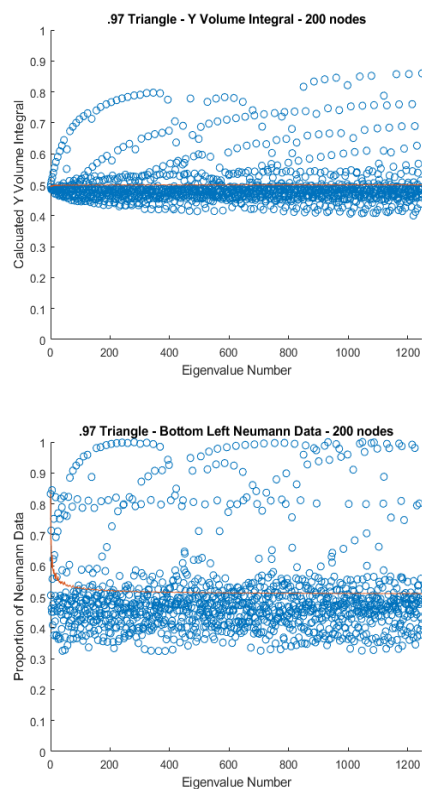 .97 Triangle - Y Volume Integral - 200 nodes
1
0.9
0.8
0.7
0.6
0.5
0.4
0.3
0.2
0.1
0
Calcuated Y Volume Integral
0 200 400 600 800 1000 1200
Eigenvalue Number
.97 Triangle - Bottom Left Neumann Data - 200 nodes
1
0.9
0.8
0.7
0.6
0.5
0.4
0.3
0.2
0.1
0
Proportion of Neumann Data
0 200 400 600 800 1000 1200
Eigenvalue Number